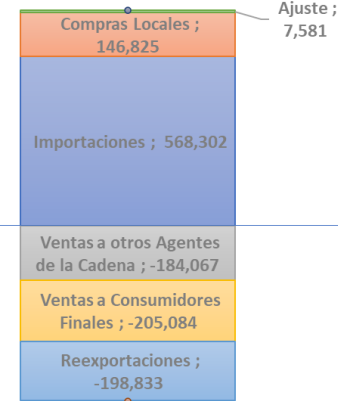 Ajuste ;
7,581
Compras Locales ;
146,825
Importaciones ; 568,302
Ventas a otros Agentes
de la Cadena ; -184,067
Ventas a Consumidores
Finales ; -205,084
Reexportaciones ;
-198,833